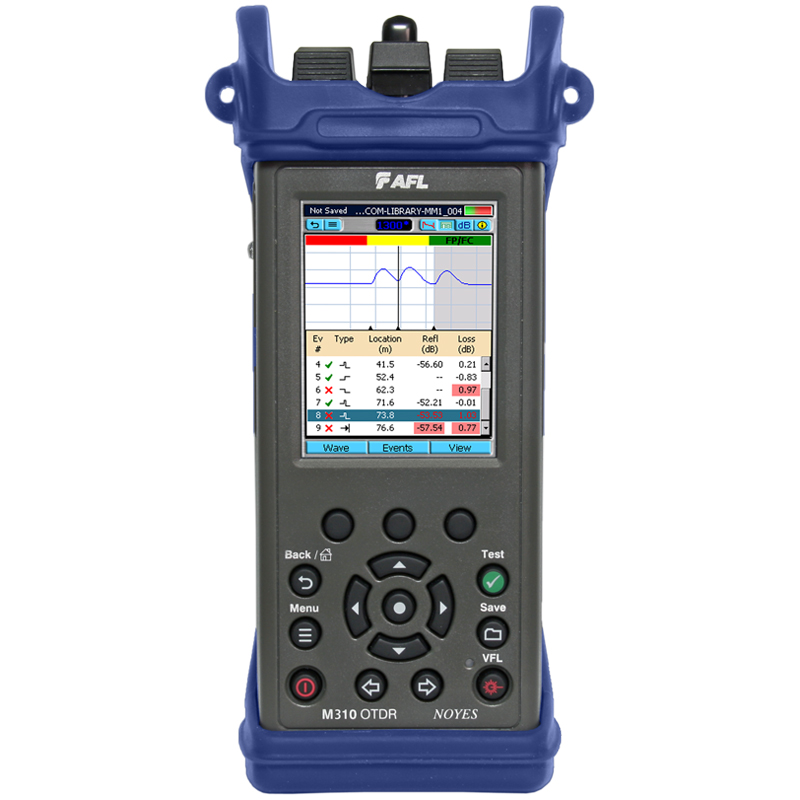 AFL
Not Saved ...COM-LIBRARY-MM1_004
dB
FP/FC
Ev # Type Location (m) Refl (dB) Loss (dB)
4 41.5 -56.60 0.21
5 52.4 -- -0.83
6 62.3 -- 0.97
7 71.6 -52.21 -0.01
8 73.8
9 76.6 -57.54 0.77
Wave Events View
Back / Test
Menu Save
VFL
M310 OTDR NOYES